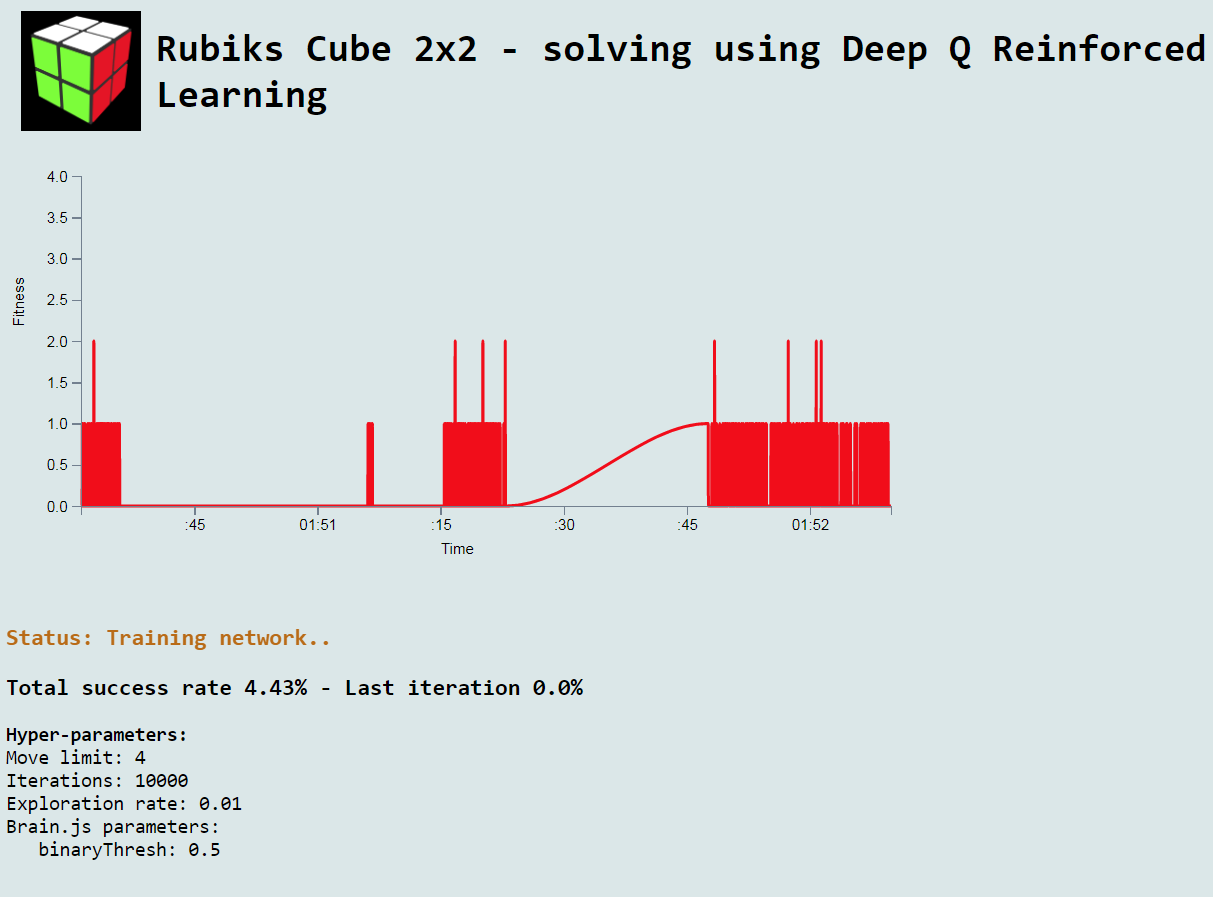 Rubiks Cube 2x2 - solving using Deep Q Reinforced
Learning
4.0
3.5
3.0
2.5
2.0
1.5
1.0
0.5
0.0
Fitness
:45
01:51
:15
:30
:45
01:52
Time
Status: Training network..
Total success rate 4.43% - Last iteration 0.0%
Hyper-parameters:
Move limit: 4
Iterations: 10000
Exploration rate: 0.01
Brain.js parameters:
binaryThresh: 0.5